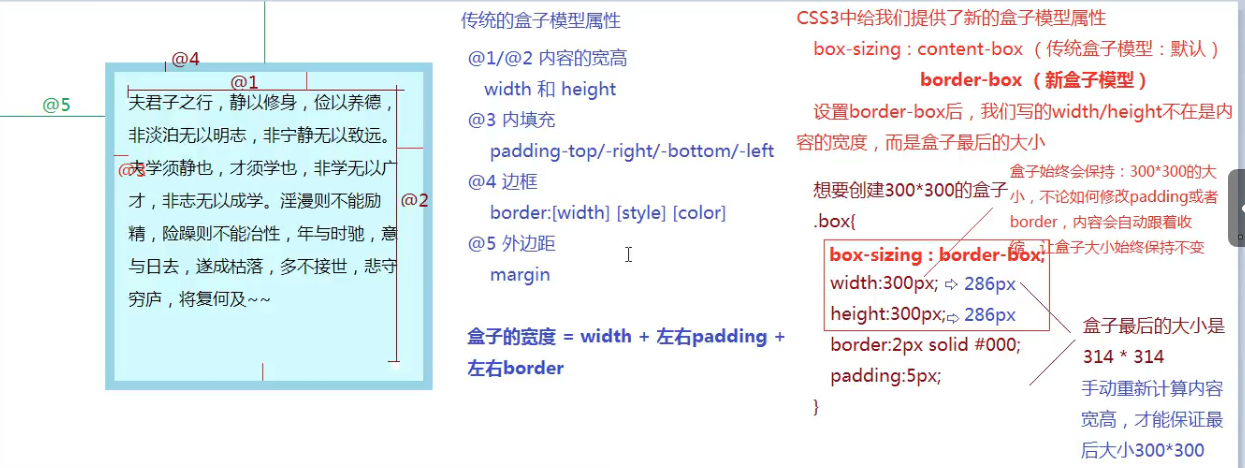 @4
@1
@5
夫君子之行，静以修身，俭以养德，
非淡泊无以明志，非宁静无以致远。
夫学须静也，才须学也，非学无以广
@3
才，非志无以成学。淫漫则不能励
@2
精，险躁则不能冶性，年与时驰，意
与日去，遂成枯落，多不接世，悲守
穷庐，将复何及~~
传统的盒子模型属性
@1/@2 内容的宽高
width 和 height
@3 内填充
padding-top/-right/-bottom/-left
@4 边框
border:[width] [style] [color]
@5 外边距
margin
盒子的宽度 = width + 左右padding +
左右border
CSS3中给我们提供了新的盒子模型属性
box-sizing：content-box （传统盒子模型：默认）
border-box （新盒子模型）
设置border-box后，我们写的width/height不在是内
容的宽度，而是盒子最后的大小
盒子始终会保持：300*300的大
小，不论如何修改padding或者
border，内容会自动跟着收
缩，让盒子大小始终保持不变
想要创建300*300的盒子
.box{
box-sizing：border-box;
width:300px; ⇨ 286px
height:300px; ⇨ 286px
border:2px solid #000;
padding:5px;
}
盒子最后的大小是
314 * 314
手动重新计算内容
宽高，才能保证最
后大小300*300